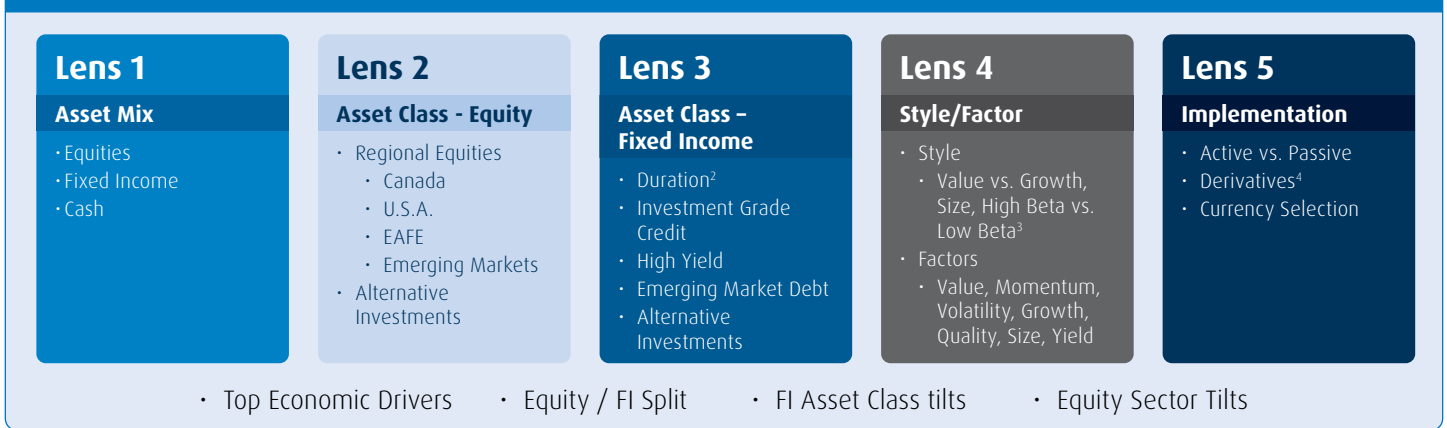 Lens 1
Asset Mix
· Equities
· Fixed Income
· Cash
Lens 2
Asset Class - Equity
· Regional Equities
· Canada
· U.S.A.
· EAFE
· Emerging Markets
· Alternative
Investments
Lens 3
Asset Class –
Fixed Income
· Duration²
· Investment Grade
Credit
· High Yield
· Emerging Market Debt
· Alternative
Investments
Lens 4
Style/Factor
· Style
· Value vs. Growth,
Size, High Beta vs.
Low Beta³
· Factors
· Value, Momentum,
Volatility, Growth,
Quality, Size, Yield
Lens 5
Implementation
· Active vs. Passive
· Derivatives⁴
· Currency Selection
· Top Economic Drivers · Equity / FI Split · FI Asset Class tilts · Equity Sector Tilts